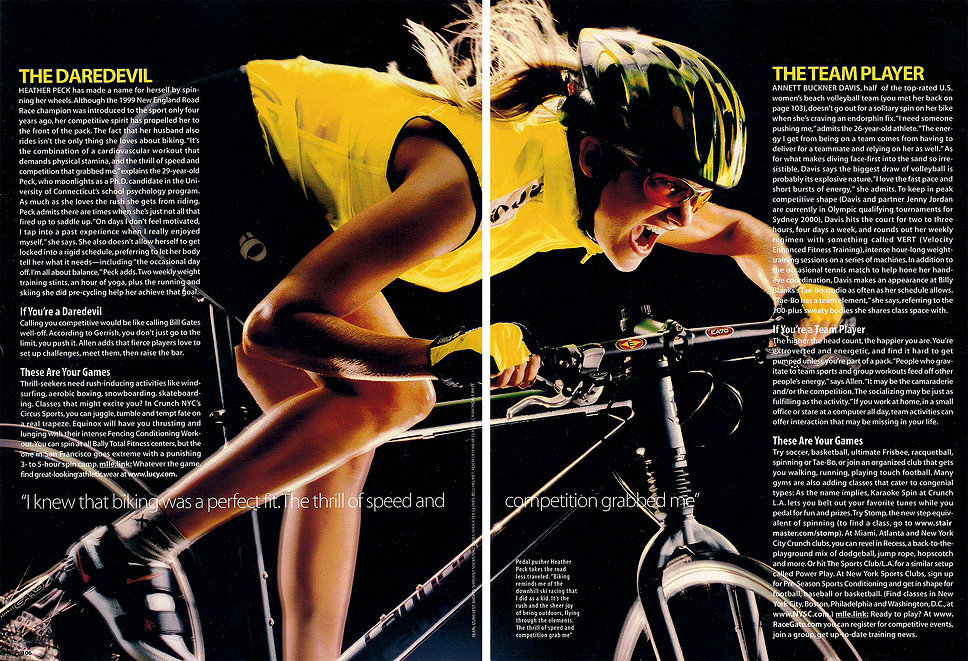 THE DAREDEVIL
HEATHER PECK has made a name for herself by spin-
ning her wheels. Although the 1999 New England Road
Race champion was introduced to the sport only four
years ago, her competitive spirit has propelled her to
the front of the pack. The fact that her husband also
rides isn't the only thing she loves about biking. "It's
the combination of a cardiovascular workout that
demands physical stamina, and the thrill of speed and
competition that grabbed me," explains the 29-year-old
Peck, who moonlights as a Ph.D. candidate in the Uni-
versity of Connecticut's school psychology program.
As much as she loves the rush she gets from riding,
Peck admits there are times when she's just not all that
fired up to saddle up. "On days I don't feel motivated,
I tap into a past experience when I really enjoyed
myself," she says. She also doesn't allow herself to get
locked into a rigid schedule, preferring to let her body
tell her what it needs—including "the occasional day
off. I'm all about balance," Peck adds. Two weekly weight
training stints, an hour of yoga, plus the running and
skiing she did pre-cycling help her achieve that goal.
If You're a Daredevil
Calling you competitive would be like calling Bill Gates
well-off. According to Gerrish, you don't just go to the
limit, you push it. Allen adds that fierce players love to
set up challenges, meet them, then raise the bar.
These Are Your Games
Thrill-seekers need rush-inducing activities like wind-
surfing, aerobic boxing, snowboarding, skateboard-
ing. Classes that might excite you? In Crunch NYC's
Circus Sports, you can juggle, tumble and tempt fate on
a real trapeze. Equinox will have you thrusting and
lunging with their intense Fencing Conditioning Work-
out. You can spin at all Bally Total Fitness centers, but the
one in San Francisco goes extreme with a punishing
3- to 5-hour spin camp. mlle.link: Whatever the game,
find great-looking athletic wear at www.lucy.com.
"I knew that biking was a perfect fit. The thrill of speed and competition grabbed me"
Pedal pusher Heather
Peck takes the road
less traveled. "Biking
reminds me of the
downhill ski racing that
I did as a kid. It's the
rush and the sheer joy
of being outdoors, flying
through the elements.
The thrill of speed and
competition grab me"
EA70
THE TEAM PLAYER
ANNETT BUCKNER DAVIS, half of the top-rated U.S.
women's beach volleyball team (you met her back on
page 103), doesn't go out for a solitary spin on her bike
when she's craving an endorphin fix. "I need someone
pushing me," admits the 26-year-old athlete. "The ener-
gy I get from being on a team comes from having to
deliver for a teammate and relying on her as well." As
for what makes diving face-first into the sand so irre-
sistible, Davis says the biggest draw of volleyball is
probably its explosive nature. "I love the fast pace and
short bursts of energy," she admits. To keep in peak
competitive shape (Davis and partner Jenny Jordan
are currently in Olympic qualifying tournaments for
Sydney 2000), Davis hits the court for two to three
hours, four days a week, and rounds out her weekly
regimen with something called VERT (Velocity
Enhanced Fitness Training), intense hour-long weight-
training sessions on a series of machines. In addition to
the occasional tennis match to help hone her hand-
eye coordination, Davis makes an appearance at Billy
Blanks's Tae-Bo studio as often as her schedule allows.
"Tae-Bo has a team element," she says, referring to the
100-plus sweaty bodies she shares class space with.
If You're a Team Player
The higher the head count, the happier you are. You're
extroverted and energetic, and find it hard to get
pumped unless you're part of a pack. "People who grav-
itate to team sports and group workouts feed off other
people's energy," says Allen. "It may be the camaraderie
and/or the competition. The socializing may be just as
fulfilling as the activity." If you work at home, in a small
office or stare at a computer all day, team activities can
offer interaction that may be missing in your life.
These Are Your Games
Try soccer, basketball, ultimate Frisbee, racquetball,
spinning or Tae-Bo, or join an organized club that gets
you walking, running, playing touch football. Many
gyms are also adding classes that cater to congenial
types: As the name implies, Karaoke Spin at Crunch
L.A. lets you belt out your favorite tunes while you
pedal for fun and prizes. Try Stomp, the new step equiv-
alent of spinning (to find a class, go to www.stair
master.com/stomp). At Miami, Atlanta and New York
City Crunch clubs, you can revel in Recess, a back-to-the-
playground mix of dodgeball, jump rope, hopscotch
and more. Or hit The Sports Club/L.A. for a similar setup
called Power Play. At New York Sports Clubs, sign up
for Pre-Season Sports Conditioning and get in shape for
football, baseball or basketball. (Find classes in New
York City, Boston, Philadelphia and Washington, D.C., at
www.NYSC.com.) mlle.link: Ready to play? At www.
RaceGate.com you can register for competitive events,
join a group, get up-to-date training news.
106